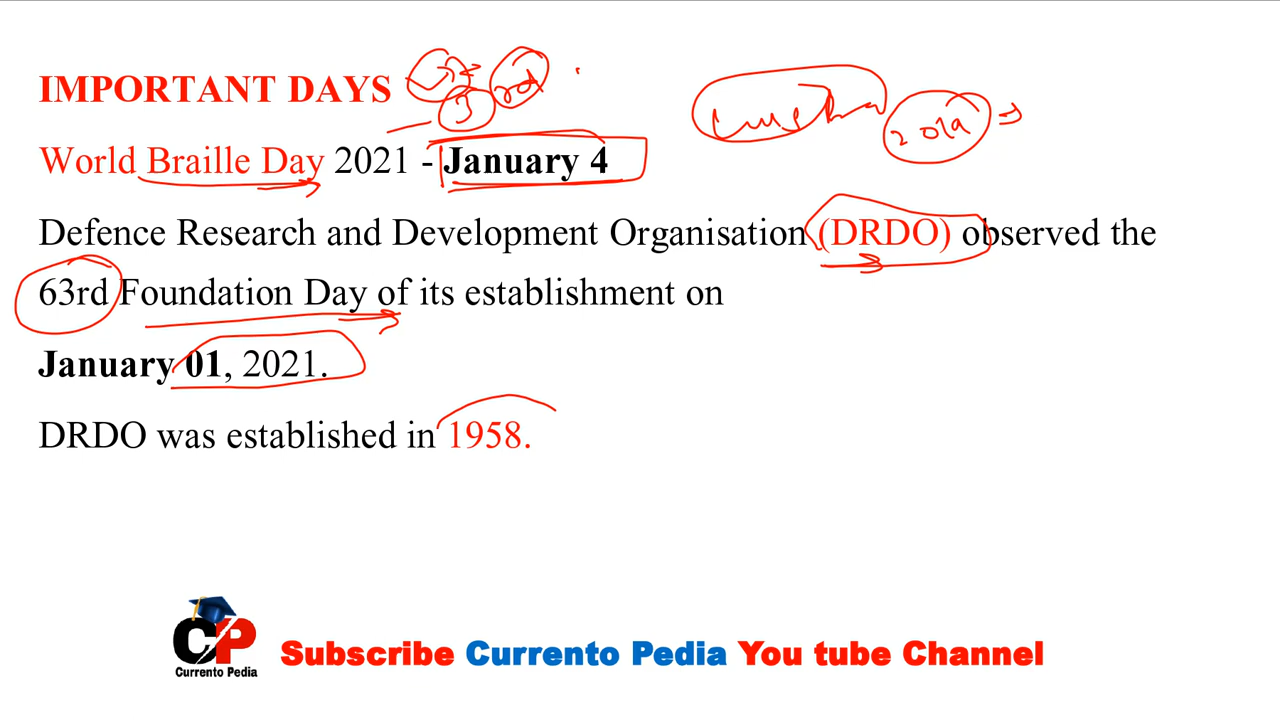 IMPORTANT DAYS
3 rd
2019
World Braille Day 2021 - January 4
Defence Research and Development Organisation (DRDO) observed the
63rd Foundation Day of its establishment on
January 01, 2021.
DRDO was established in 1958.
CP
Currento Pedia
Subscribe Currento Pedia You tube Channel